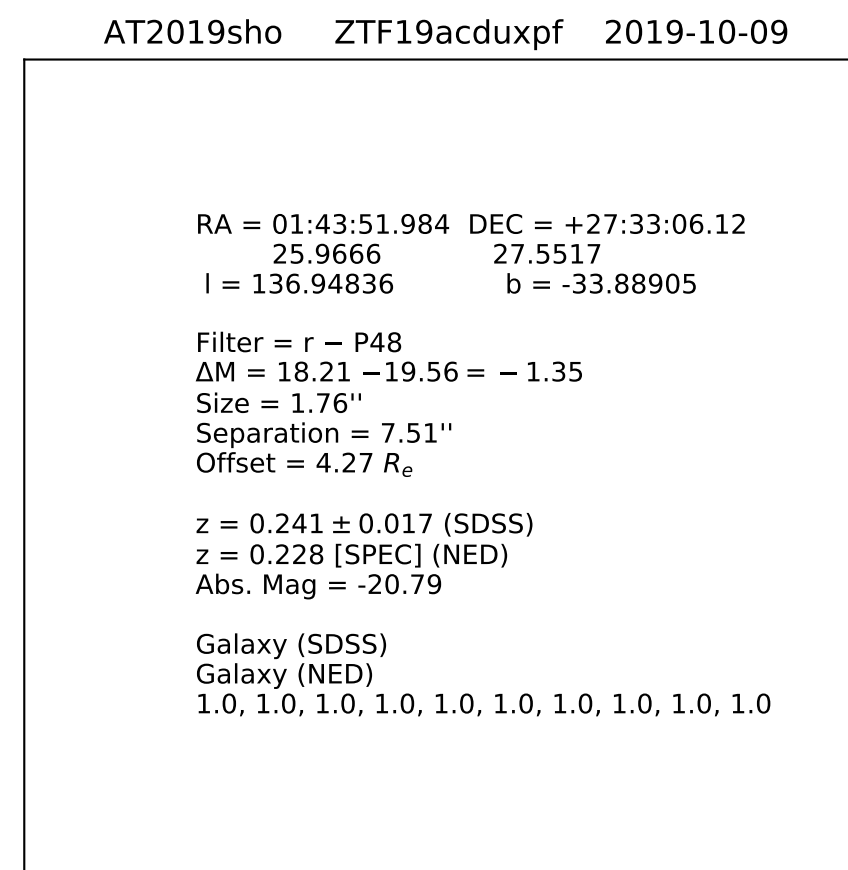 AT2019sho ZTF19acduxpf 2019-10-09
RA = 01:43:51.984 DEC = +27:33:06.12
25.9666 27.5517
l = 136.94836 b = -33.88905
Filter = r − P48
ΔM = 18.21 −19.56 = − 1.35
Size = 1.76''
Separation = 7.51''
Offset = 4.27 Rₑ
z = 0.241 ± 0.017 (SDSS)
z = 0.228 [SPEC] (NED)
Abs. Mag = -20.79
Galaxy (SDSS)
Galaxy (NED)
1.0, 1.0, 1.0, 1.0, 1.0, 1.0, 1.0, 1.0, 1.0, 1.0